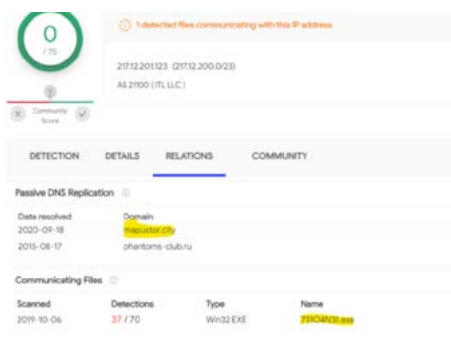 0
/ 75
1 detected files communicating with this IP address
217.12.201.123 (217.12.200.0/23)
AS 21100 ( ITL LLC )
?
Community
Score
DETECTION DETAILS RELATIONS COMMUNITY
Passive DNS Replication
Date resolved Domain
2020-09-18 mapustor.city
2015-08-17 phantoms-club.ru
Communicating Files
Scanned Detections Type Name
2019-10-06 37 / 70 Win32 EXE